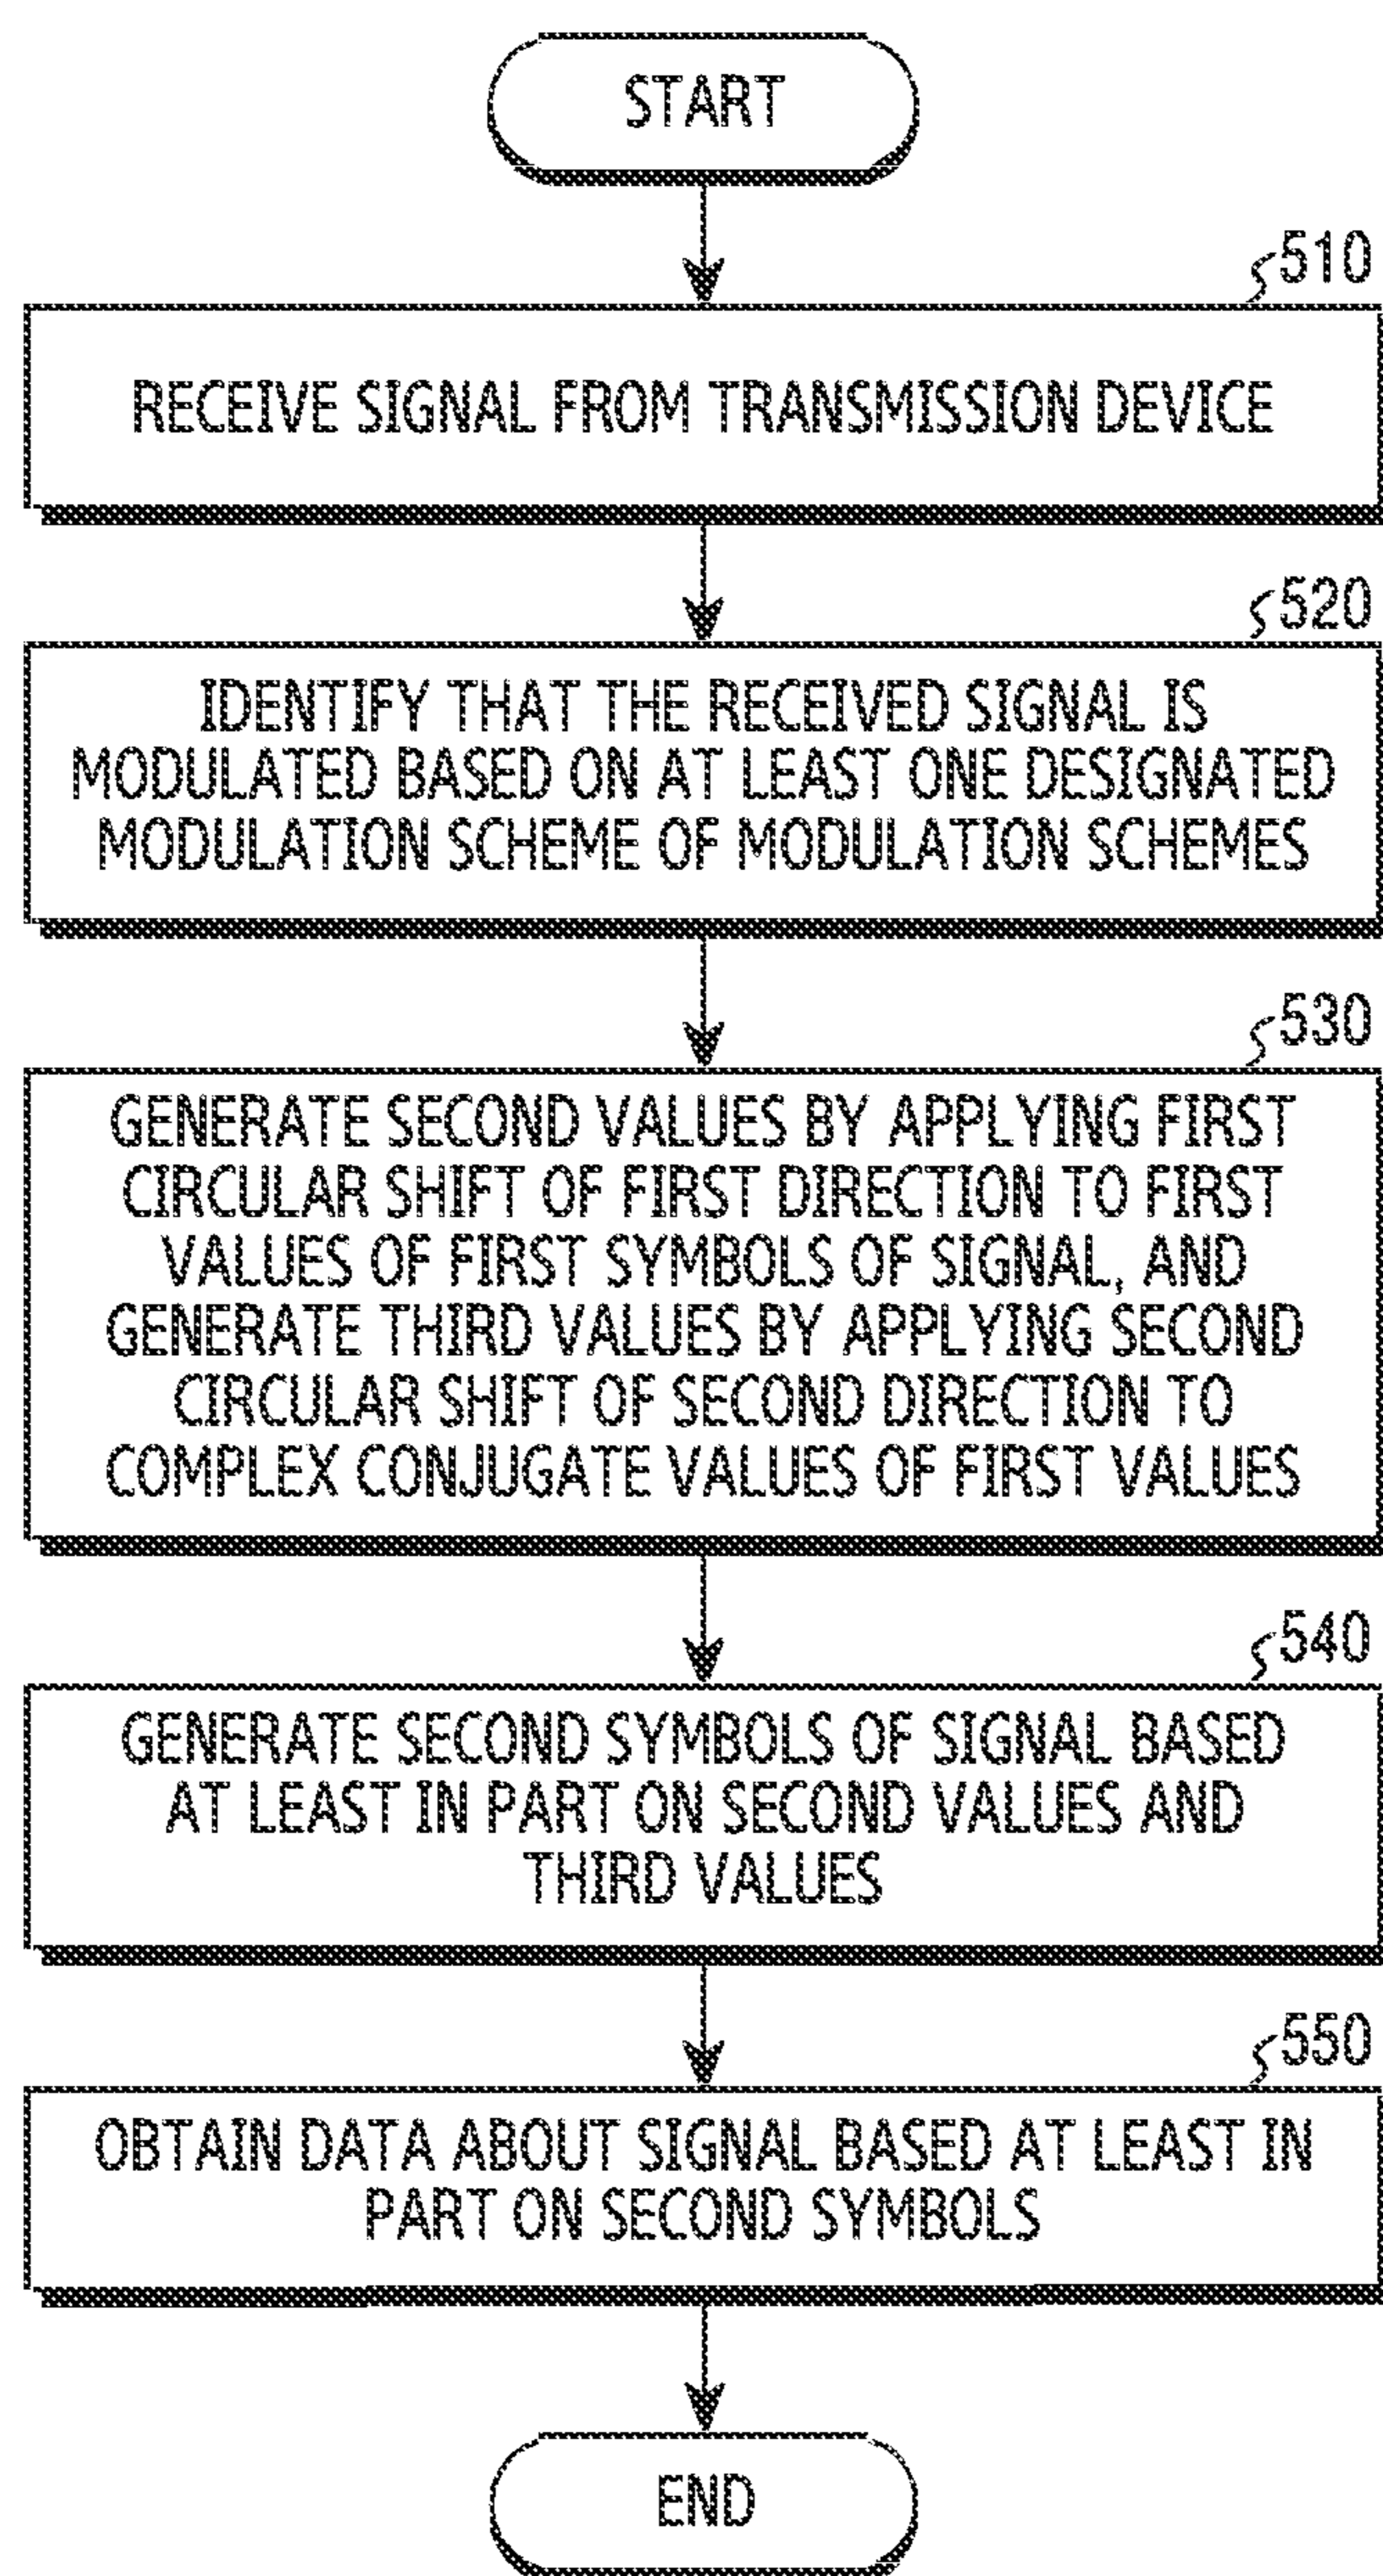 START
510
RECEIVE SIGNAL FROM TRANSMISSION DEVICE
520
IDENTIFY THAT THE RECEIVED SIGNAL IS
MODULATED BASED ON AT LEAST ONE DESIGNATED
MODULATION SCHEME OF MODULATION SCHEMES
530
GENERATE SECOND VALUES BY APPLYING FIRST
CIRCULAR SHIFT OF FIRST DIRECTION TO FIRST
VALUES OF FIRST SYMBOLS OF SIGNAL, AND
GENERATE THIRD VALUES BY APPLYING SECOND
CIRCULAR SHIFT OF SECOND DIRECTION TO
COMPLEX CONJUGATE VALUES OF FIRST VALUES
540
GENERATE SECOND SYMBOLS OF SIGNAL BASED
AT LEAST IN PART ON SECOND VALUES AND
THIRD VALUES
550
OBTAIN DATA ABOUT SIGNAL BASED AT LEAST IN
PART ON SECOND SYMBOLS
END